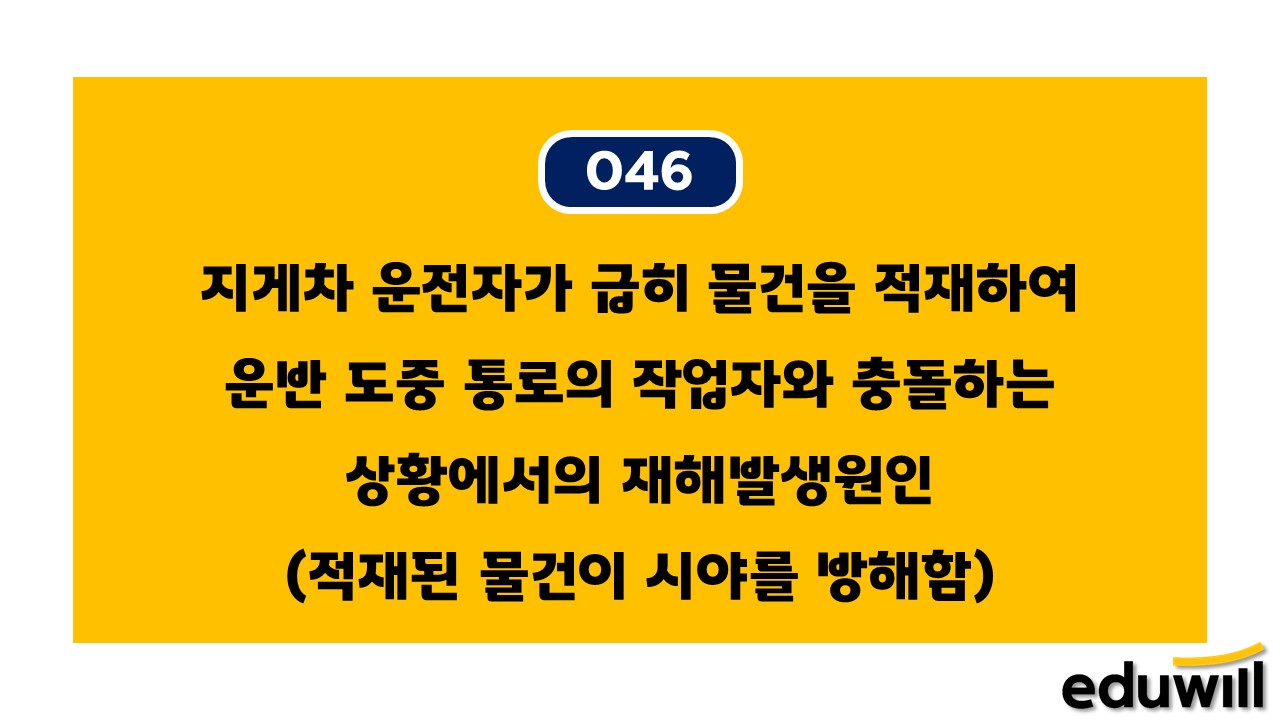 046
지게차 운전자가 급히 물건을 적재하여
운반 도중 통로의 작업자와 충돌하는
상황에서의 재해발생원인
(적재된 물건이 시야를 방해함)
eduwill